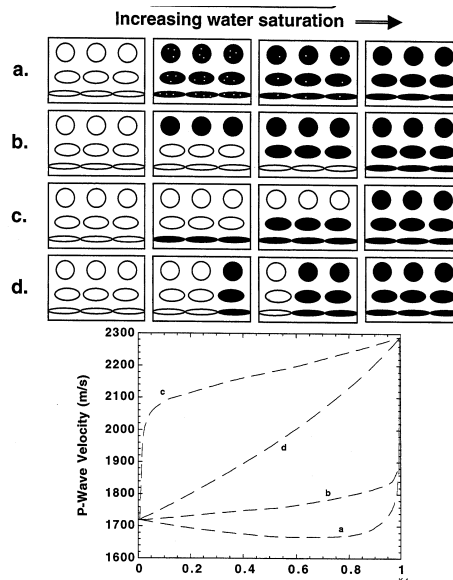 Increasing water saturation
a.
b.
c.
d.
2300
2200
2100
2000
1900
1800
1700
1600
P-Wave Velocity (m/s)
c
d
b
a
0 0.2 0.4 0.6 0.8 1